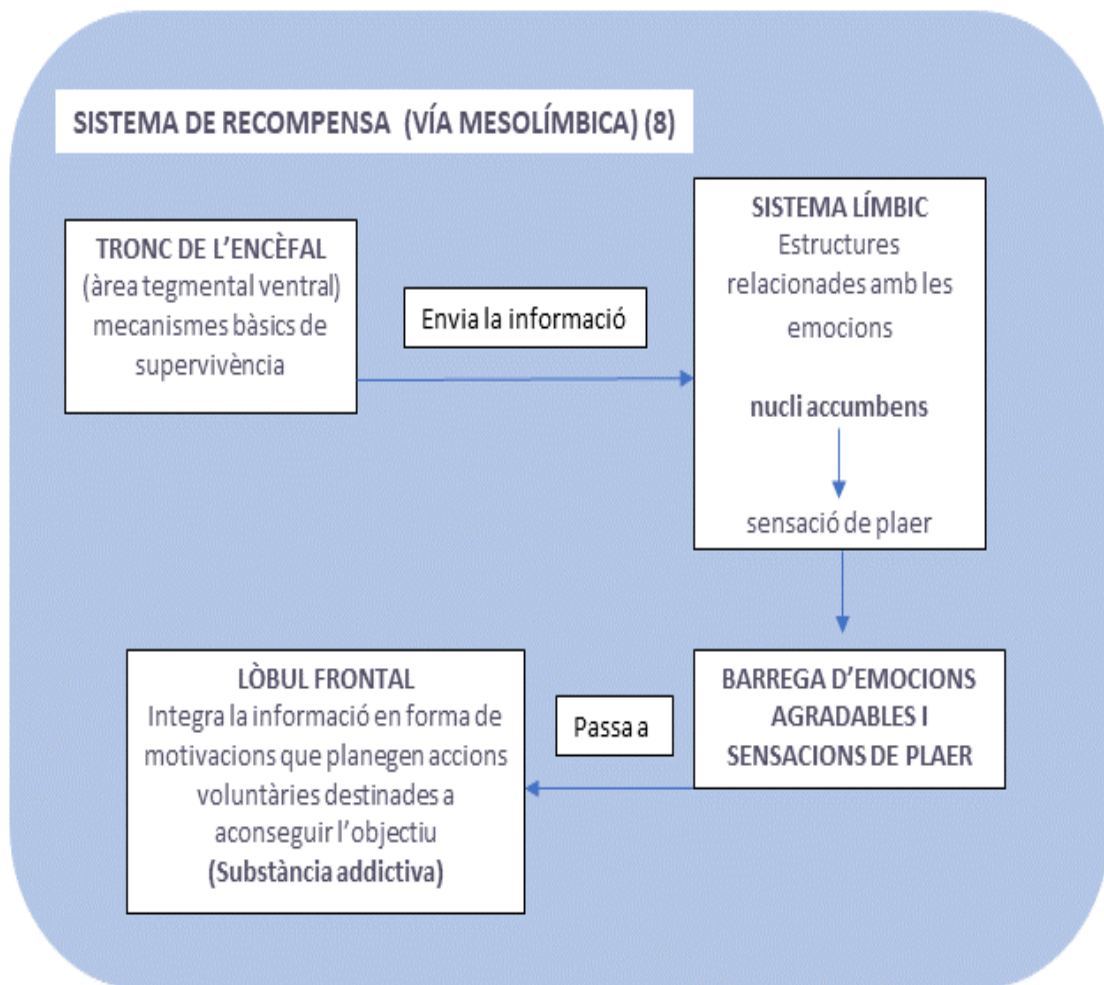 SISTEMA DE RECOMPENSA (VÍA MESOLÍMBICA) (8)
TRONC DE L'ENCÈFAL
(àrea tegmental ventral)
mecanismes bàsics de
supervivència
Envia la informació
SISTEMA LÍMBIC
Estructures
relacionades amb les
emocions
nucli accumbens
sensació de plaer
BARREGA D'EMOCIONS
AGRADABLES I
SENSACIONS DE PLAER
Passa a
LÒBUL FRONTAL
Integra la informació en forma de
motivacions que planegen accions
voluntàries destinades a
aconseguir l'objectiu
(Substància addictiva)